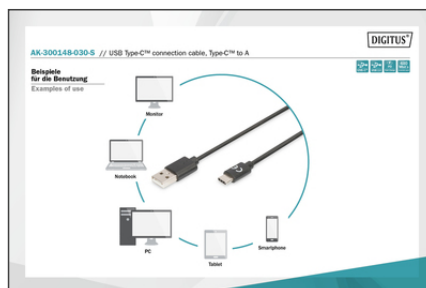 DIGITUS®
AK-300148-030-S // USB Type-C™ connection cable, Type-C™ to A
Beispiele
für die Benutzung
Examples of use
Monitor
Notebook
PC
Tablet
Smartphone